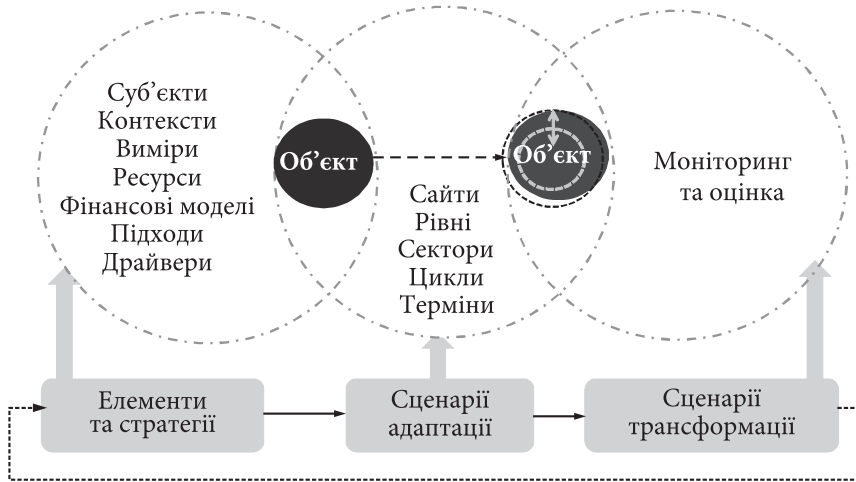 Суб’єкти
Контексти
Виміри
Ресурси
Фінансові моделі
Підходи
Драйвери
Об’єкт
Сайти
Рівні
Сектори
Цикли
Терміни
Об’єкт
Моніторинг
та оцінка
Елементи
та стратегії
Сценарії
адаптації
Сценарії
трансформації